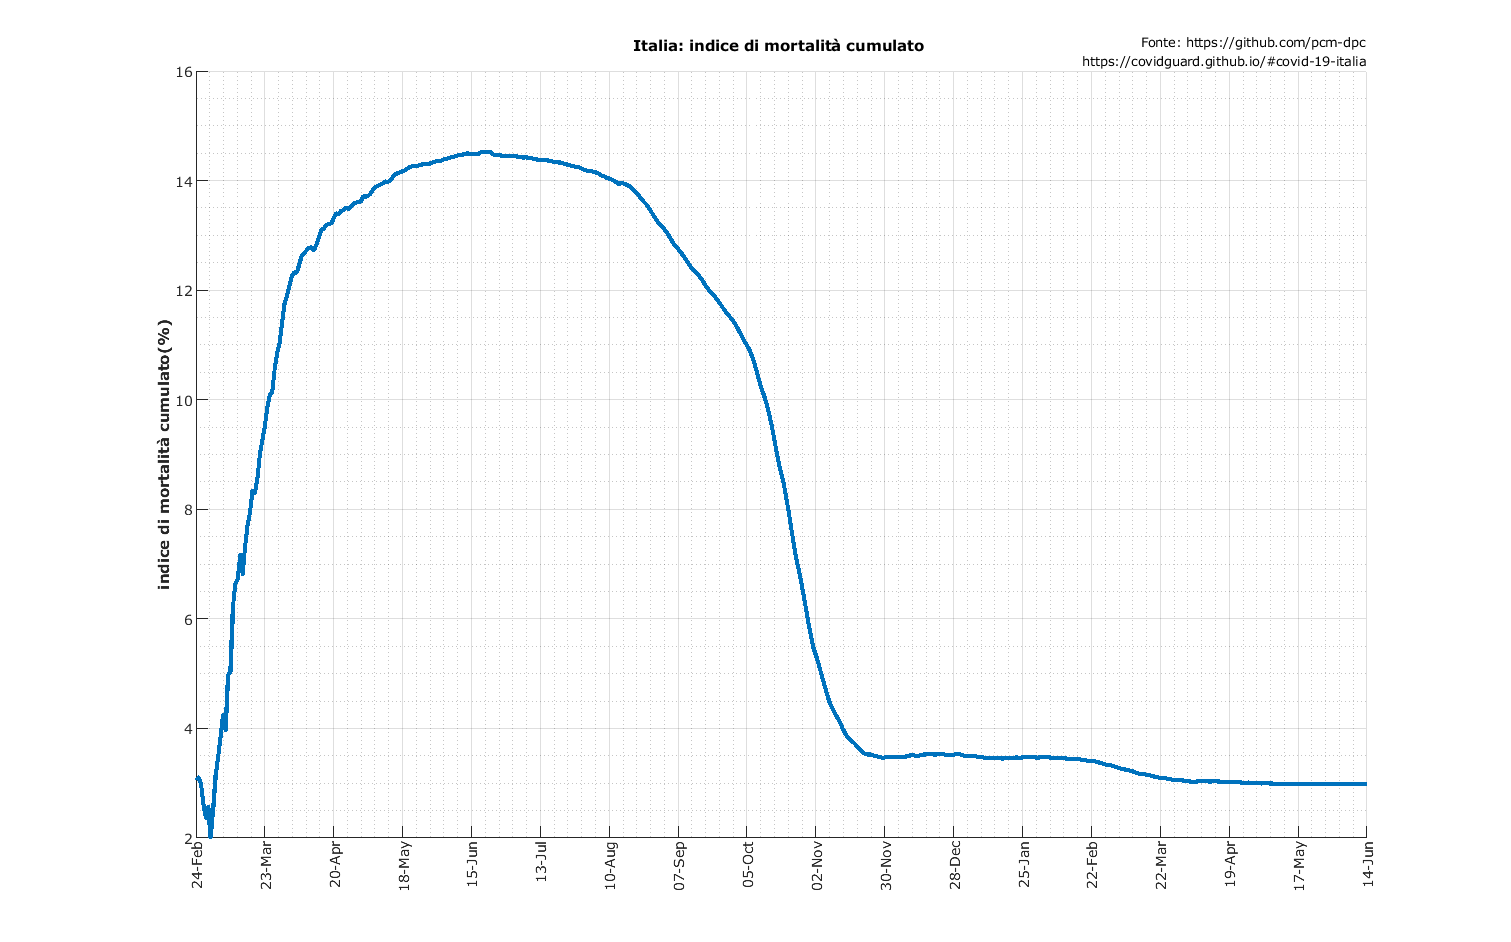 Italia: indice di mortalità cumulato
Fonte: https://github.com/pcm-dpc
https://covidguard.github.io/#covid-19-italia
indice di mortalità cumulato(%)
16
14
12
10
8
6
4
2
24-Feb
23-Mar
20-Apr
18-May
15-Jun
13-Jul
10-Aug
07-Sep
05-Oct
02-Nov
30-Nov
28-Dec
25-Jan
22-Feb
22-Mar
19-Apr
17-May
14-Jun